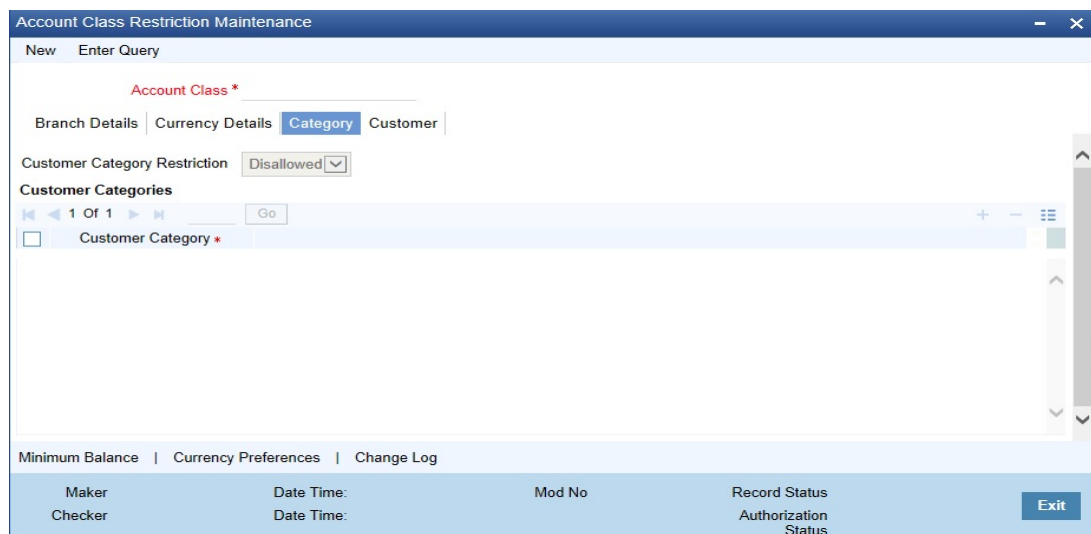 Account Class Restriction Maintenance
New Enter Query
Account Class *
Branch Details Currency Details Category Customer
Customer Category Restriction Disallowed
Customer Categories
1 Of 1 Go
Customer Category *
Minimum Balance | Currency Preferences | Change Log
Maker Date Time: Mod No Record Status
Exit
Checker Date Time: Authorization
Status